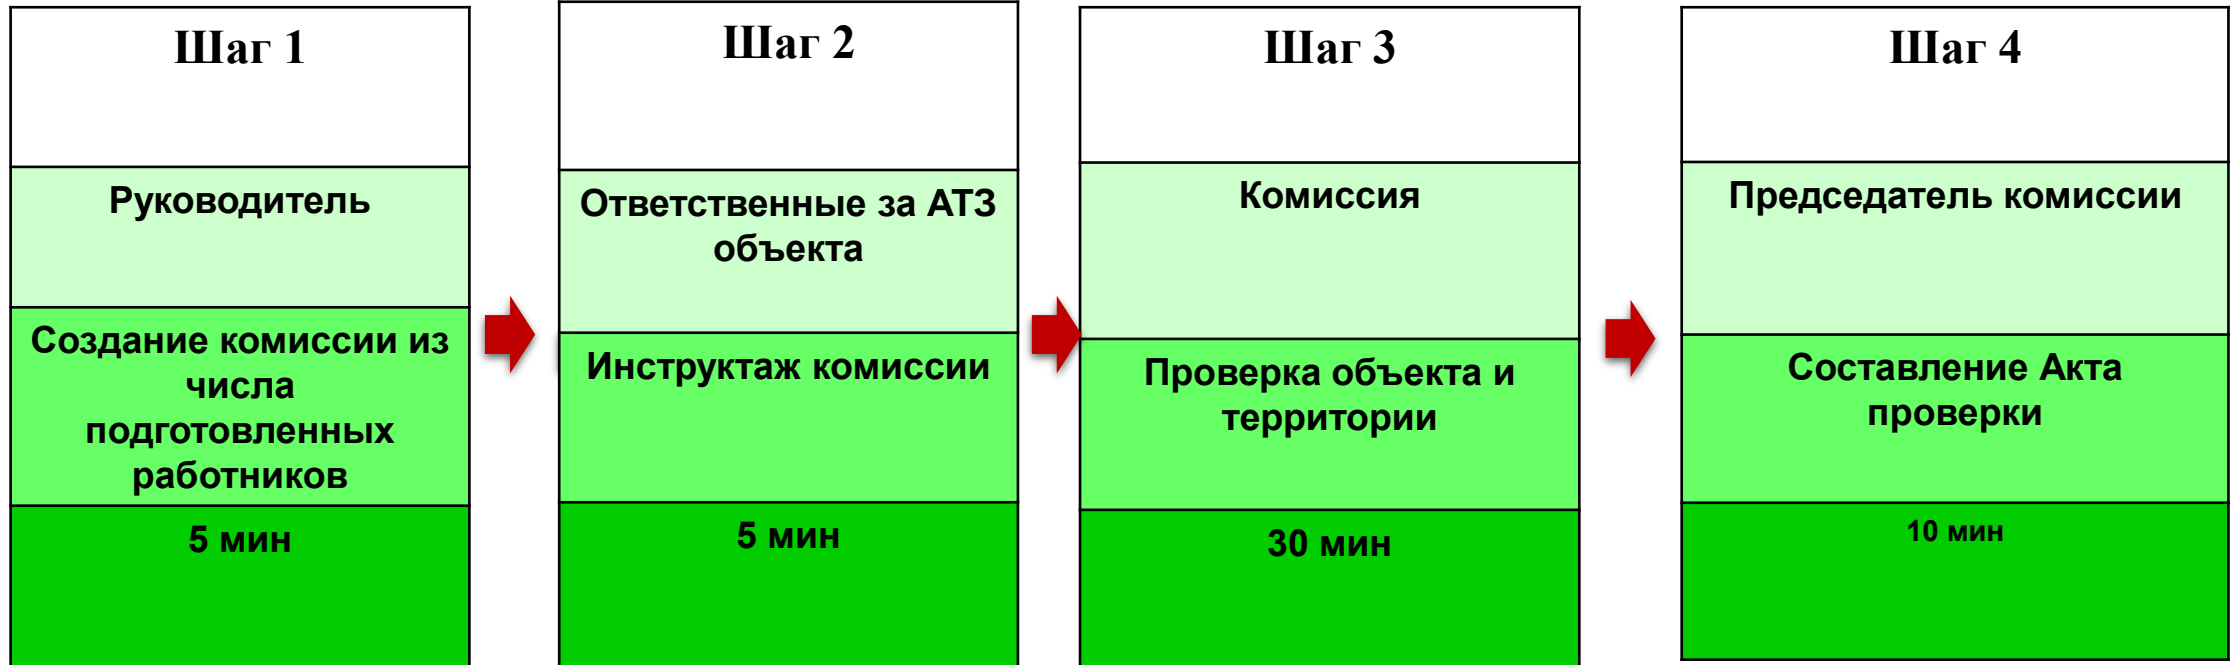 Шаг 1
Руководитель
Создание комиссии из
числа
подготовленных
работников
5 мин
Шаг 2
Ответственные за АТЗ
объекта
Инструктаж комиссии
5 мин
Шаг 3
Комиссия
Проверка объекта и
территории
30 мин
Шаг 4
Председатель комиссии
Составление Акта
проверки
10 мин